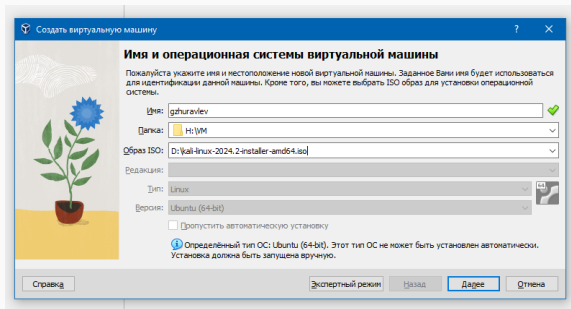 Создать виртуальную машину
? ×
Имя и операционная системы виртуальной машины
Пожалуйста укажите имя и местоположение новой виртуальной машины. Заданное Вами имя будет использоваться
для идентификации данной машины. Кроме того, вы можете выбрать ISO образ для установки операционной
системы.
Имя: gzhuravlev
Папка: H:\VM
Образ ISO: D:\kali-linux-2024.2-installer-amd64.iso
Редакция:
Тип: Linux
64
Версия: Ubuntu (64-bit)
Пропустить автоматическую установку
Определённый тип ОС: Ubuntu (64-bit). Этот тип ОС не может быть установлен автоматически.
Установка должна быть запущена вручную.
Справка Экспертный режим Назад Далее Отмена